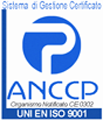 Sistema di Gestione Certificato
P
ANCCP
Organismo Notificato CE 0302
UNI EN ISO 9001